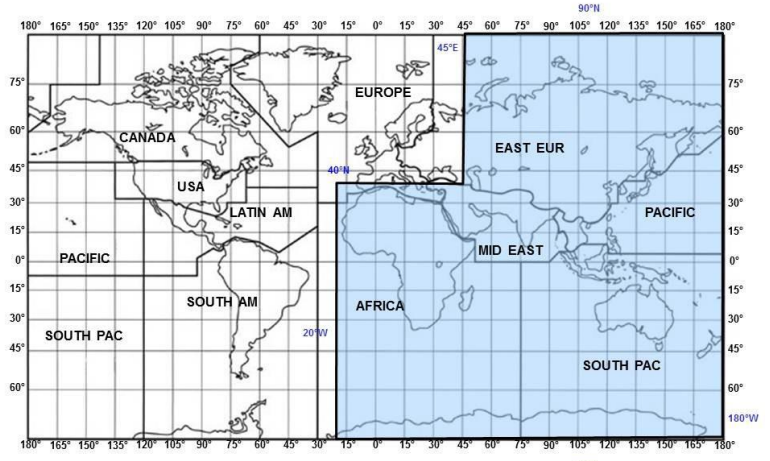 90°N
180° 165° 150° 135° 120° 105° 90° 75° 60° 45° 30° 15° 0° 15° 30° 45° 60° 75° 90° 105° 120° 135° 150° 165° 180°
45°E
75° 75°
EUROPE
60° 60°
CANADA
EAST EUR
45° 45°
40°N
USA
30° 30°
LATIN AM
PACIFIC
15° 15°
MID EAST
PACIFIC
0° 0°
15° 15°
SOUTH AM
AFRICA
30° 30°
20°W
SOUTH PAC
45° 45°
SOUTH PAC
60° 60°
180°W
180° 165° 150° 135° 120° 105° 90° 75° 60° 45° 30° 15° 0° 15° 30° 45° 60° 75° 90° 105° 120° 135° 150° 165° 180°